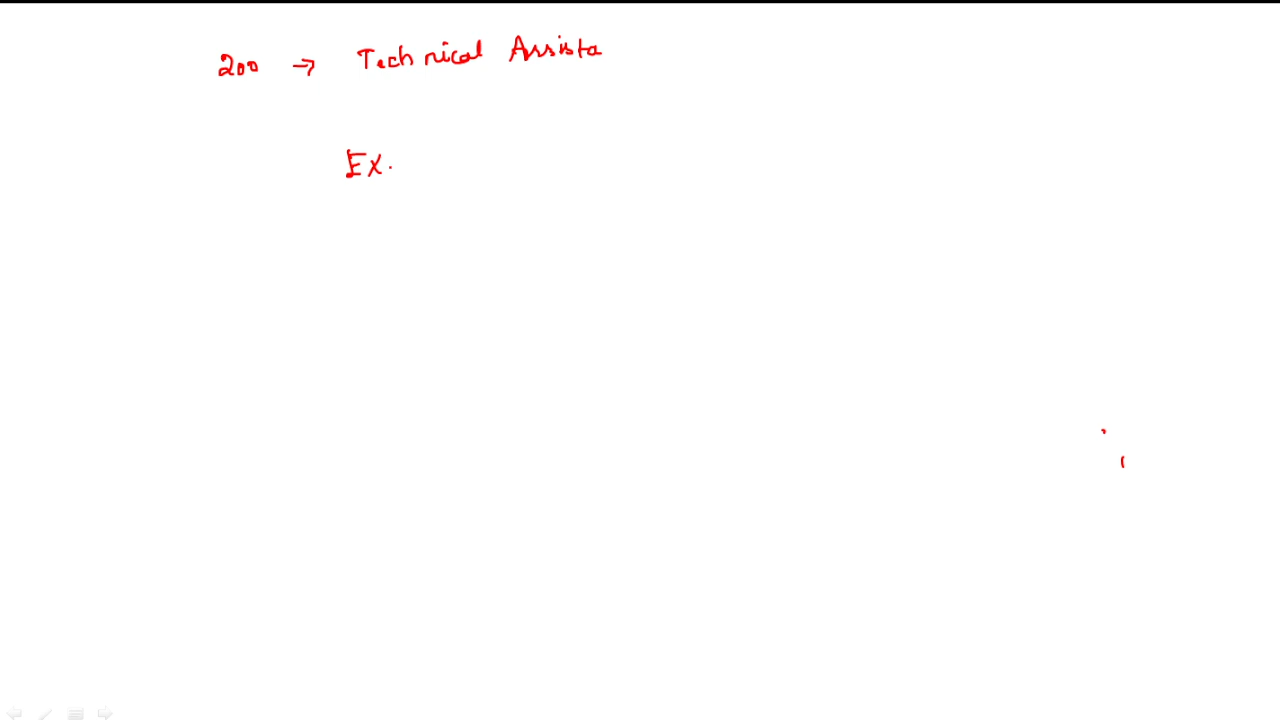 200 → Technical Assista
Ex.